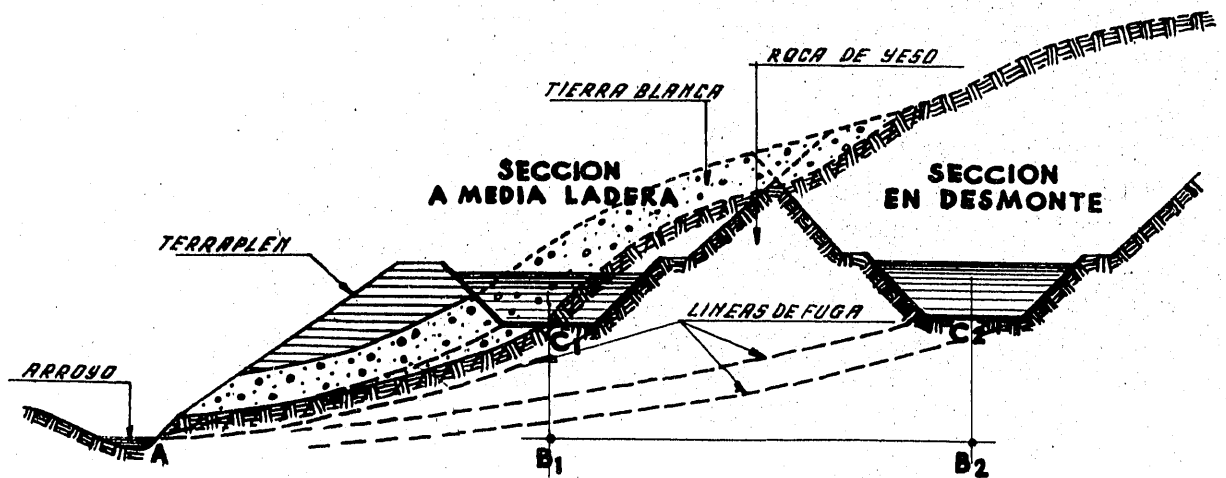 ROCA DE YESO
TIERRA BLANCA
SECCION
A MEDIA LADERA
SECCION
EN DESMONTE
TERRAPLEN
LINEAS DE FUGA
C1
C2
ARROYO
A
B1
B2